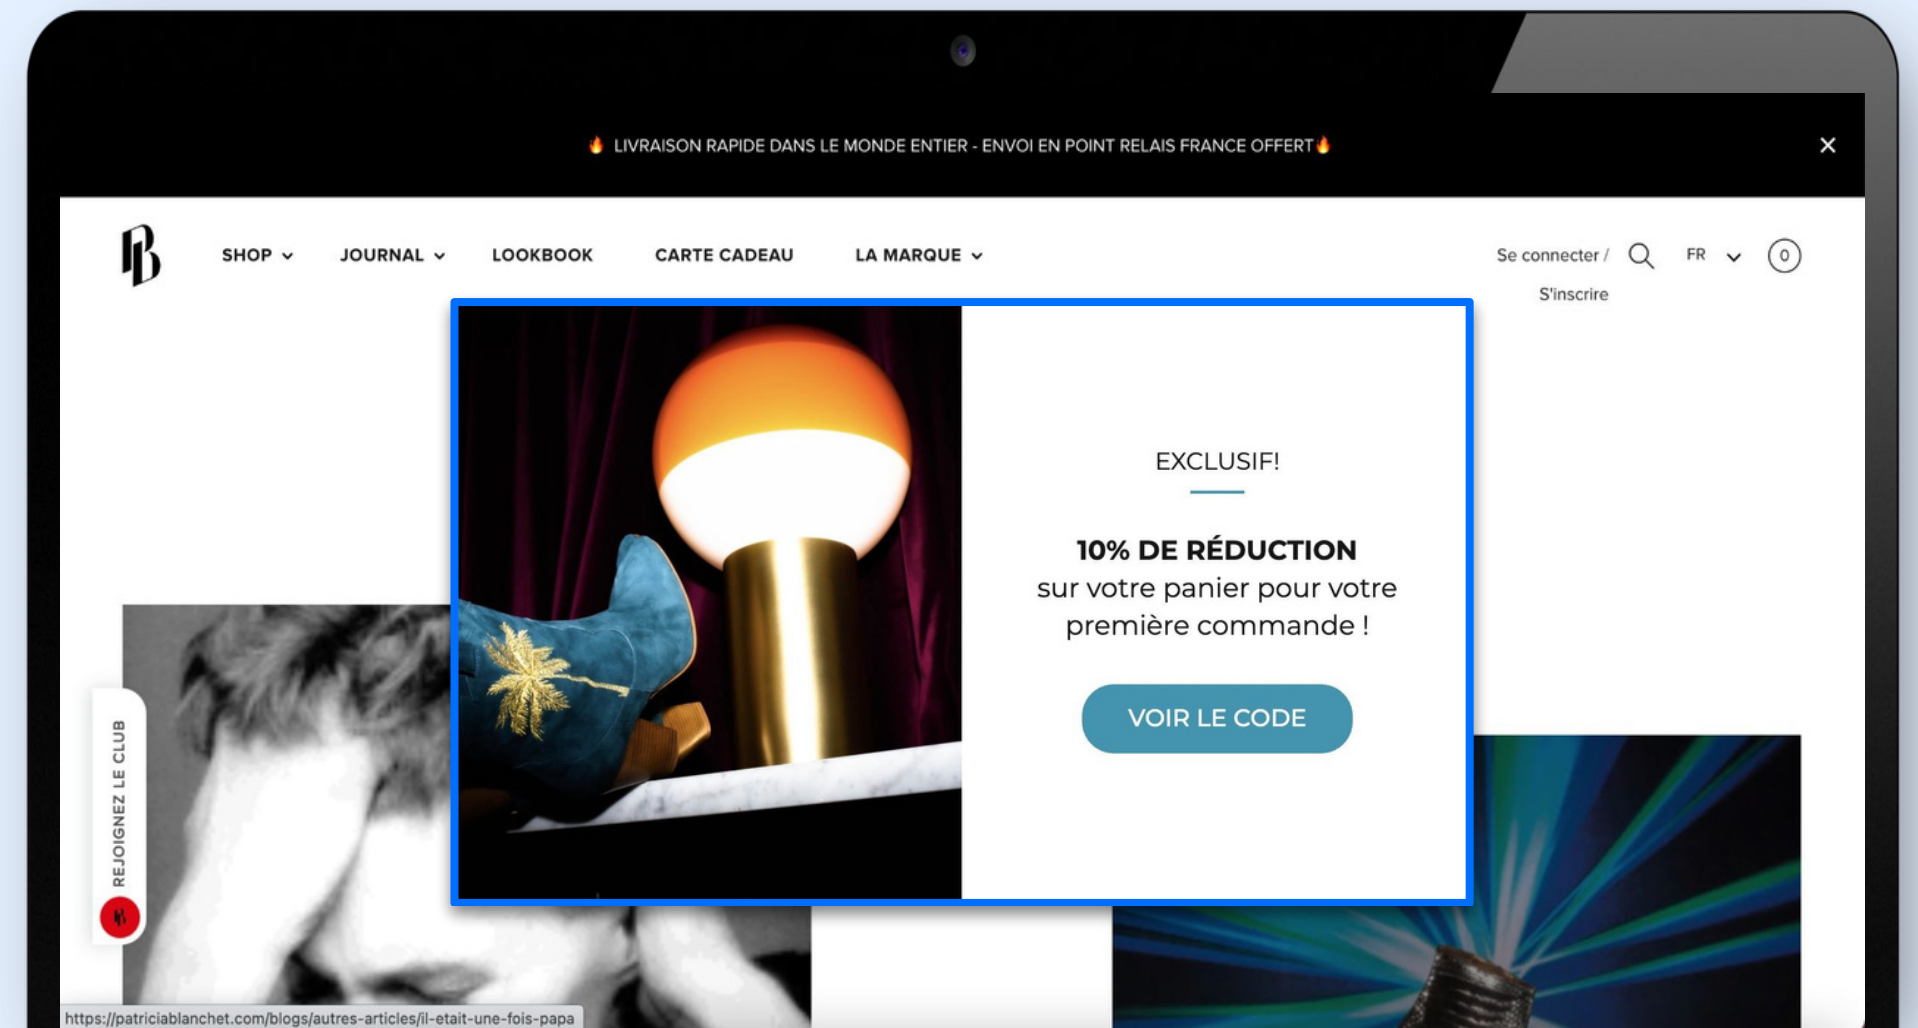 🔥 LIVRAISON RAPIDE DANS LE MONDE ENTIER - ENVOI EN POINT RELAIS FRANCE OFFERT🔥
SHOP JOURNAL LOOKBOOK CARTE CADEAU LA MARQUE
Se connecter /
S'inscrire
FR
0
EXCLUSIF!
10% DE RÉDUCTION
sur votre panier pour votre
première commande !
VOIR LE CODE
REJOIGNEZ LE CLUB
https://patriciablanchet.com/blogs/autres-articles/il-etait-une-fois-papa